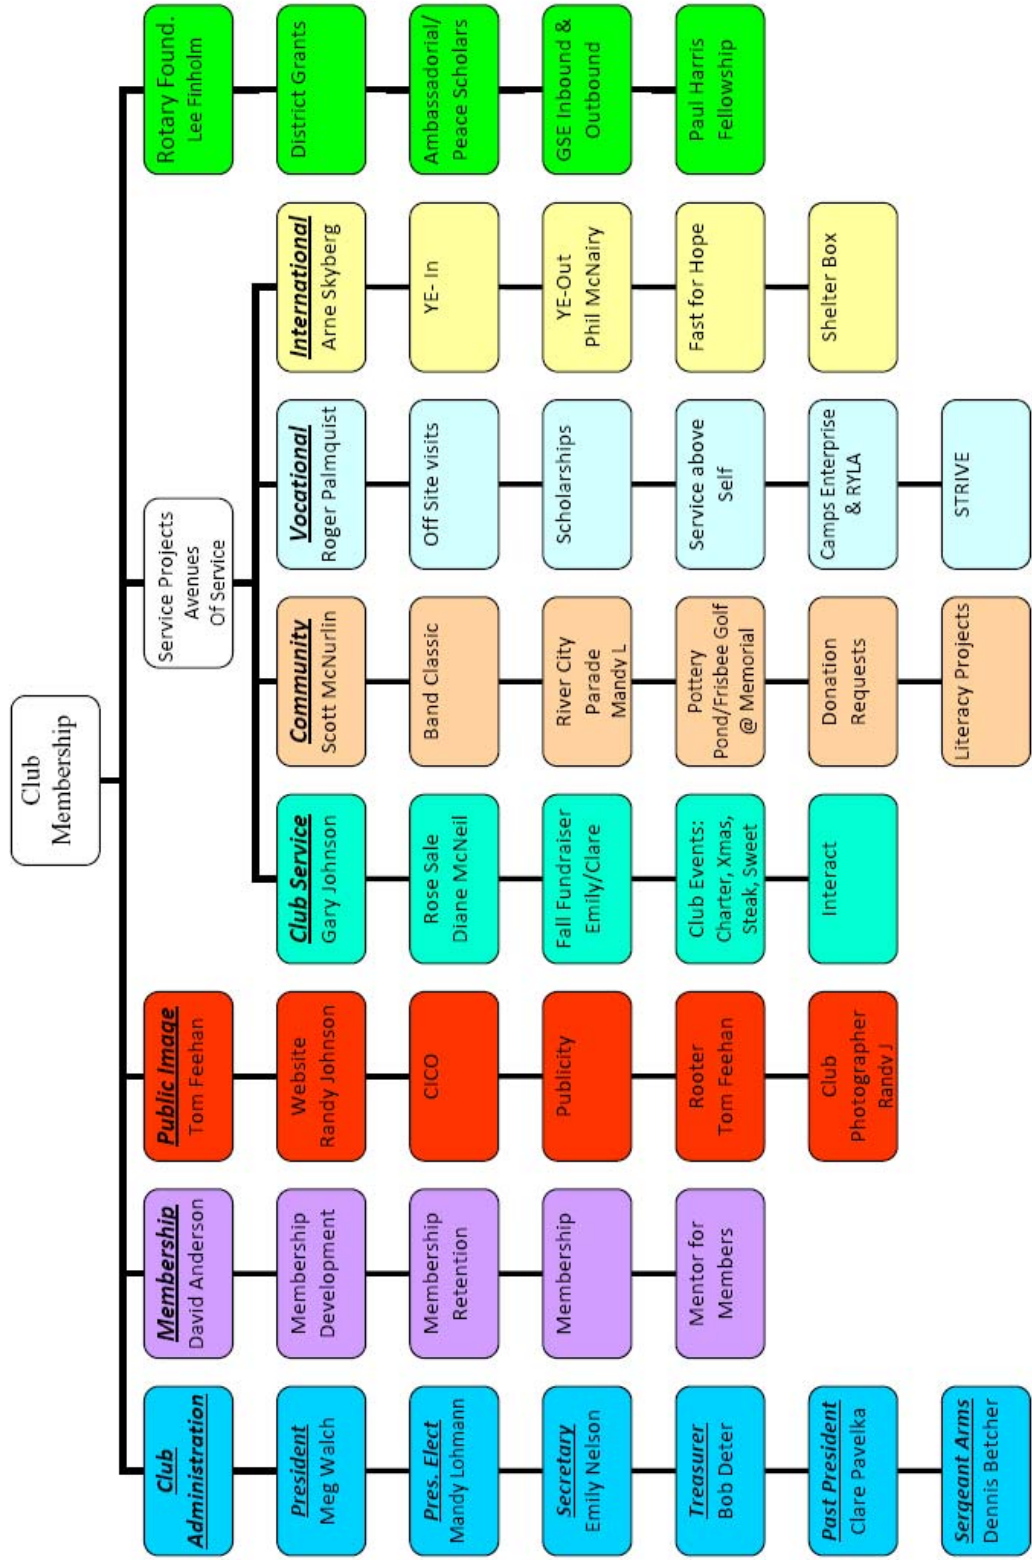 Club
Membership
Club
Administration
President
Meg Walch
Pres. Elect
Mandy Lohmann
Secretary
Emily Nelson
Treasurer
Bob Deter
Past President
Clare Pavelka
Sergeant Arms
Dennis Betcher
Membership
David Anderson
Membership
Development
Membership
Retention
Membership
Mentor for
Members
Public Image
Tom Feehan
Website
Randy Johnson
CICO
Publicity
Rooter
Tom Feehan
Club
Photographer
Randy J
Service Projects
Avenues
Of Service
Club Service
Gary Johnson
Rose Sale
Diane McNeil
Fall Fundraiser
Emily/Clare
Club Events:
Charter, Xmas,
Steak, Sweet
Interact
Community
Scott McNurlin
Band Classic
River City
Parade
Mandy L
Pottery
Pond/Frisbee Golf
@ Memorial
Donation
Requests
Literacy Projects
Vocational
Roger Palmquist
Off Site visits
Scholarships
Service above
Self
Camps Enterprise
& RYLA
STRIVE
International
Arne Skyberg
YE- In
YE-Out
Phil McNairy
Fast for Hope
Shelter Box
Rotary Found.
Lee Finholm
District Grants
Ambassadorial/
Peace Scholars
GSE Inbound &
Outbound
Paul Harris
Fellowship